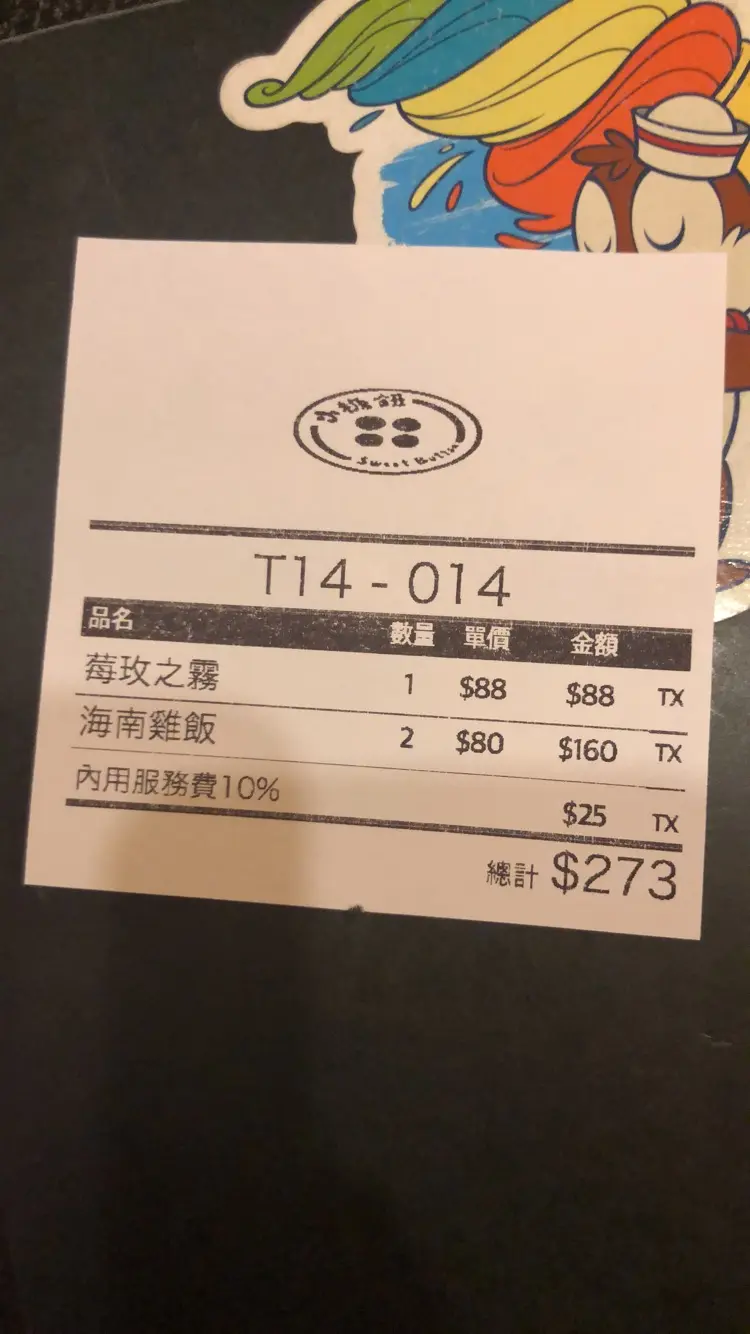 小糖鈕
Sweet Button
T14 - 014
品名 數量 單價 金額
莓玫之霧 1 $88 $88 TX
海南雞飯 2 $80 $160 TX
內用服務費10% $25 TX
總計 $273